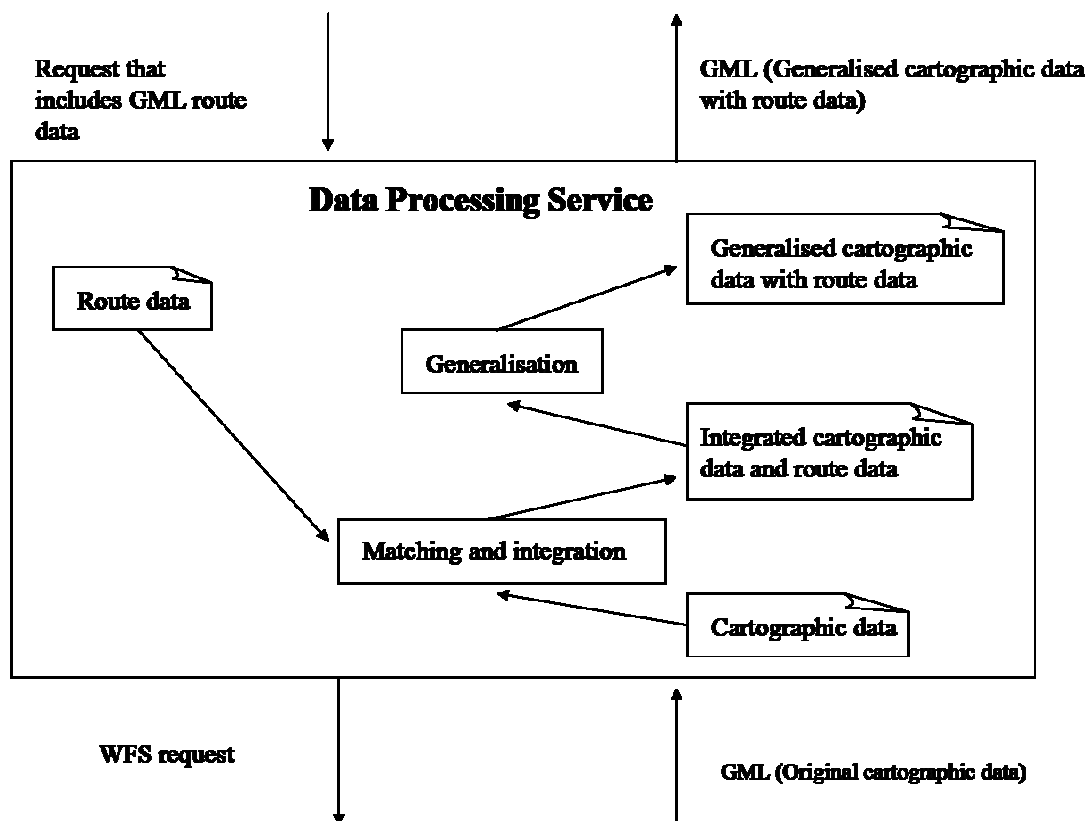 Request that
includes GML route
data
GML (Generalised cartographic data
with route data)
Data Processing Service
Generalised cartographic
data with route data
Route data
Generalisation
Integrated cartographic
data and route data
Matching and integration
Cartographic data
WFS request
GML (Original cartographic data)